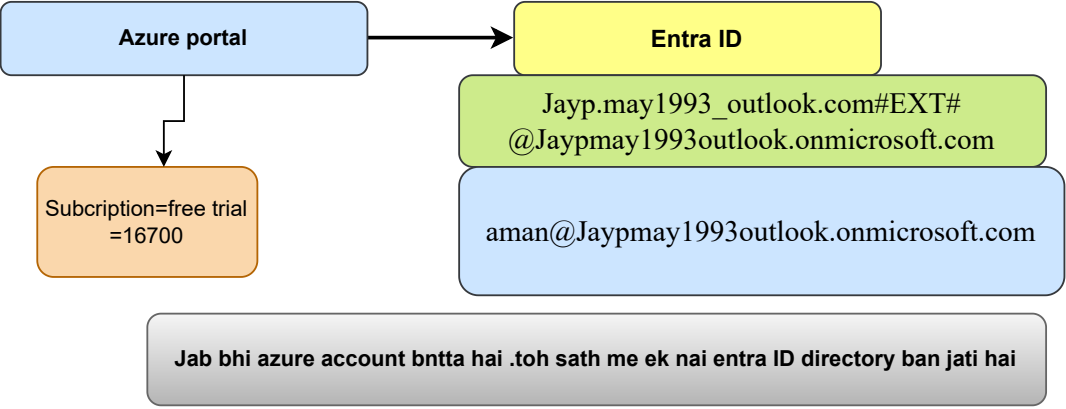 Azure portal
Entra ID
Jayp.may1993_outlook.com#EXT#
@Jaypmay1993outlook.onmicrosoft.com
Subcription=free trial
=16700
aman@Jaypmay1993outlook.onmicrosoft.com
Jab bhi azure account bntta hai .toh sath me ek nai entra ID directory ban jati hai